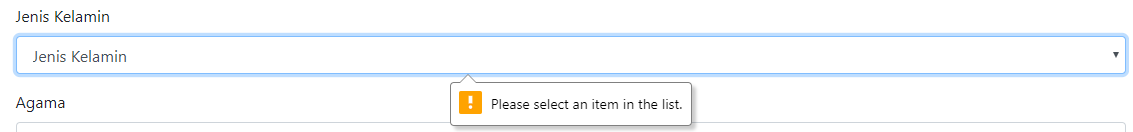 Jenis Kelamin
Jenis Kelamin
Please select an item in the list.
Agama